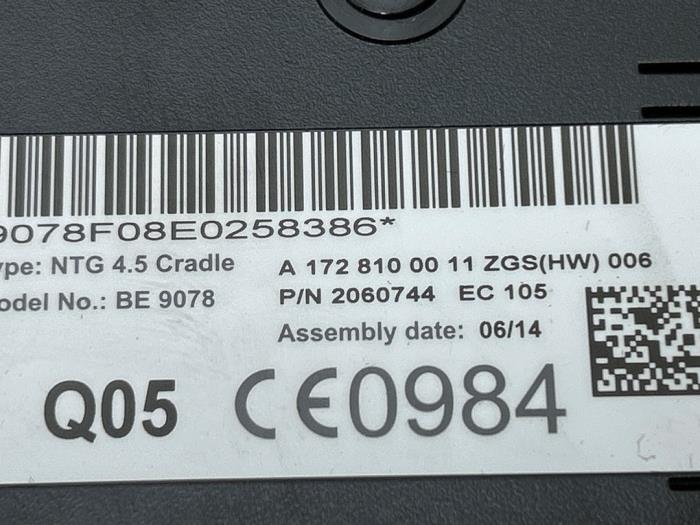 9078F08E0258386*
ype: NTG 4.5 Cradle
A 172 810 00 11 ZGS(HW) 006
odel No.: BE 9078
P/N 2060744 EC 105
Assembly date: 06/14
Q05 CE0984